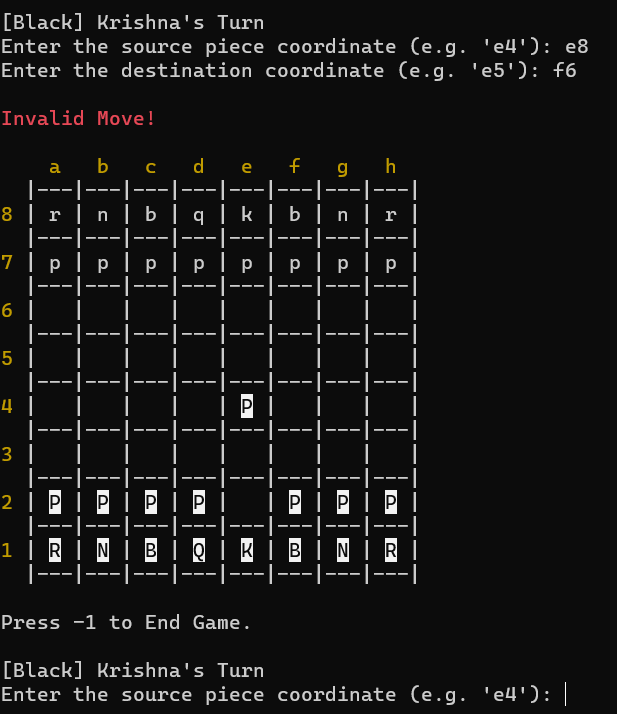 [Black] Krishna's Turn
Enter the source piece coordinate (e.g. 'e4'): e8
Enter the destination coordinate (e.g. 'e5'): f6
Invalid Move!
a b c d e f g h
|---|---|---|---|---|---|---|---|
8 | r | n | b | q | k | b | n | r |
|---|---|---|---|---|---|---|---|
7 | p | p | p | p | p | p | p | p |
|---|---|---|---|---|---|---|---|
6 |   |   |   |   |   |   |   |   |
|---|---|---|---|---|---|---|---|
5 |   |   |   |   |   |   |   |   |
|---|---|---|---|---|---|---|---|
4 |   |   |   |   | P |   |   |   |
|---|---|---|---|---|---|---|---|
3 |   |   |   |   |   |   |   |   |
|---|---|---|---|---|---|---|---|
2 | P | P | P | P |   | P | P | P |
|---|---|---|---|---|---|---|---|
1 | R | N | B | Q | K | B | N | R |
|---|---|---|---|---|---|---|---|
Press -1 to End Game.
[Black] Krishna's Turn
Enter the source piece coordinate (e.g. 'e4'):